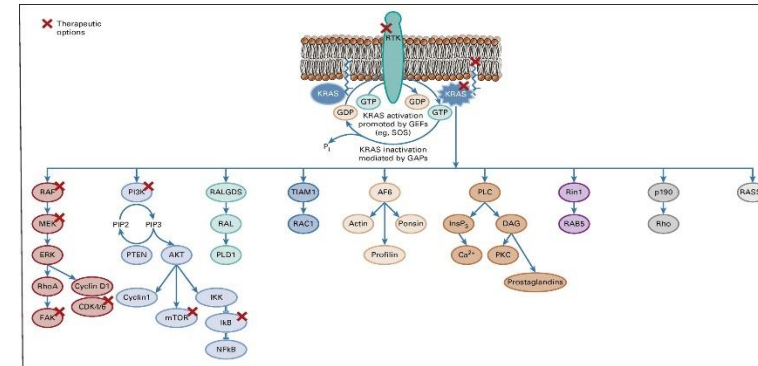 Therapeutic
options
RTK
KRAS
GTP
GDP
GDP
KRAS
GTP
KRAS activation
promoted by GEFs
(eg, SOS)
Pi
KRAS inactivation
mediated by GAPs
RAF
PI3K
RALGDS
TIAM1
AF6
PLC
Rin1
p190
RASS
MEK
PIP2
PIP3
RAL
RAC1
Actin
Ponsin
InsP3
DAG
RAB5
Rho
ERK
PTEN
AKT
PLD1
Profilin
Ca2+
PKC
RhoA
Cyclin D1
Prostaglandins
CDK4/6
Cyclin1
IKK
FAK
mTOR
IkB
NFkB